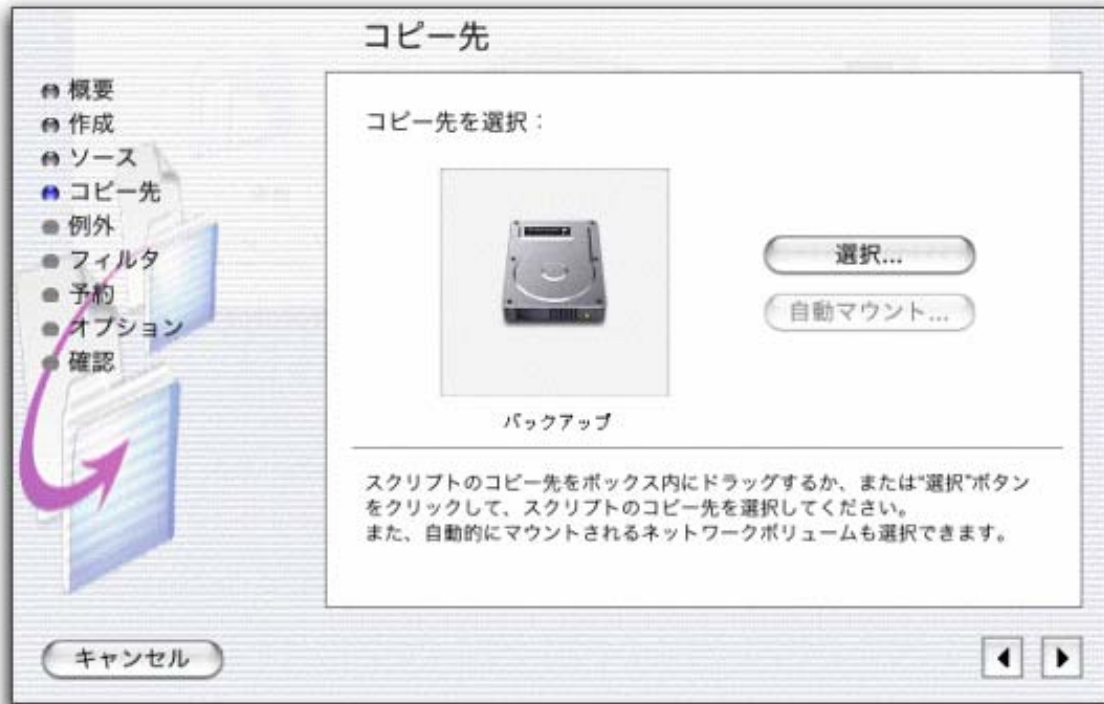 コピー先
概要
作成
ソース
コピー先
例外
フィルタ
予約
オプション
確認
コピー先を選択：
選択...
自動マウント...
バックアップ
スクリプトのコピー先をボックス内にドラッグするか、または“選択”ボタン
をクリックして、スクリプトのコピー先を選択してください。
また、自動的にマウントされるネットワークボリュームも選択できます。
キャンセル